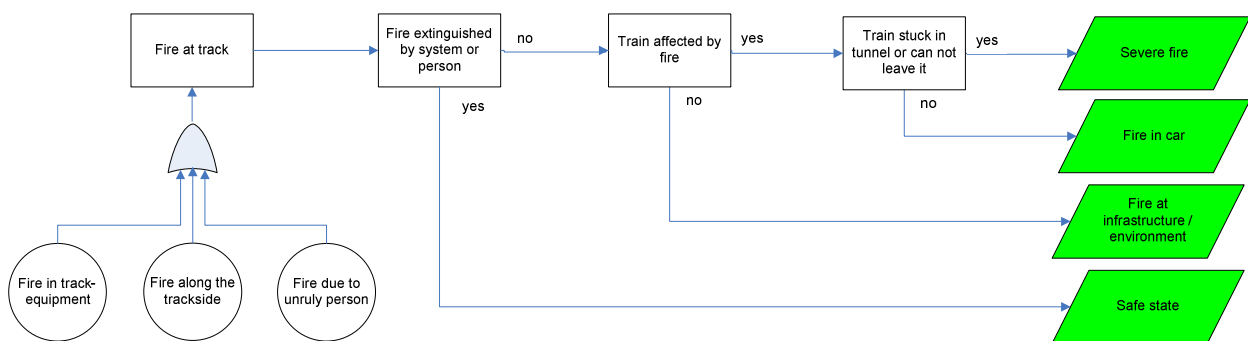 Fire at track
Fire extinguished
by system or
person
no
yes
Train affected by
fire
yes
no
Train stuck in
tunnel or can not
leave it
yes
no
Severe fire
Fire in car
Fire at
infrastructure /
environment
Safe state
Fire in track-
equipment
Fire along the
trackside
Fire due to
unruly person